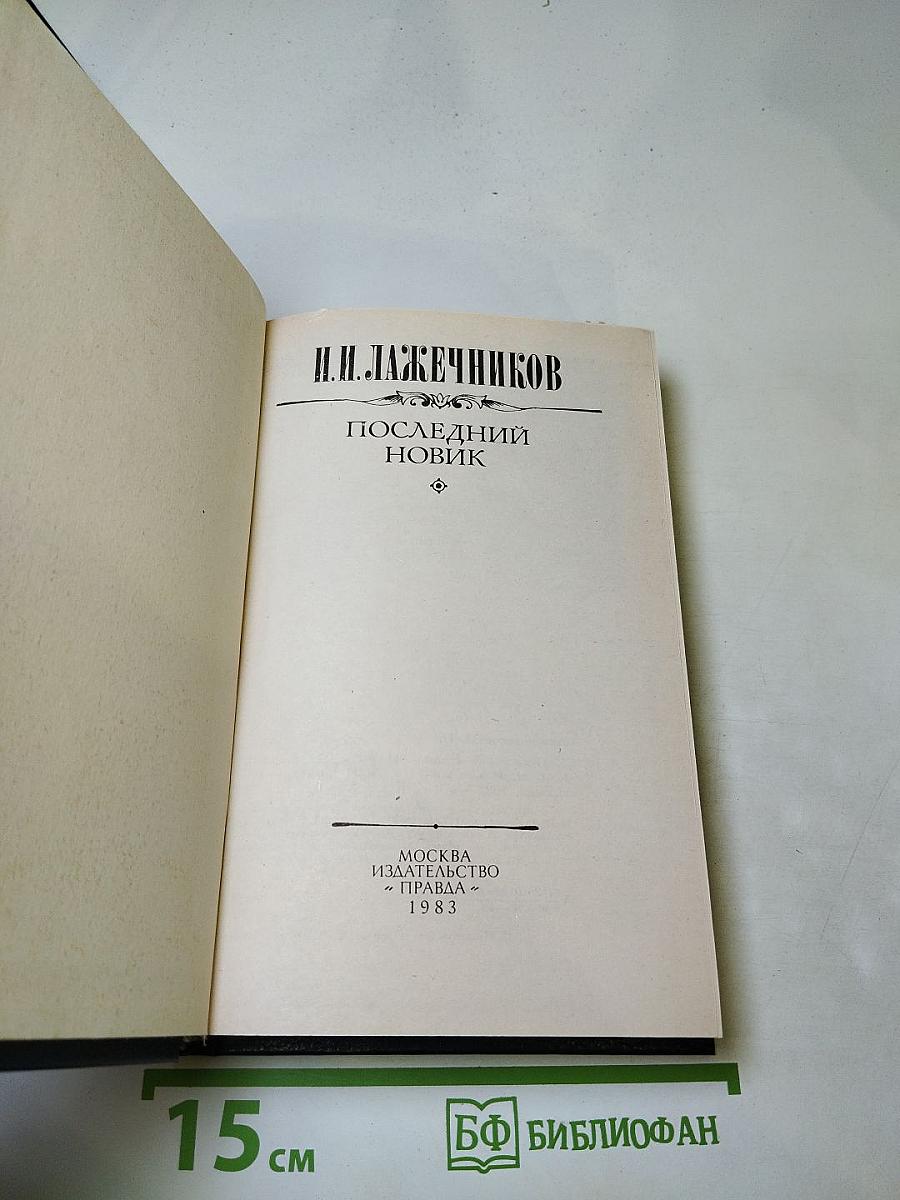 И.И. ЛАЖЕЧНИКОВ
ПОСЛЕДНИЙ
НОВИК
МОСКВА
ИЗДАТЕЛЬСТВО
„ПРАВДА“
1983
15 см
БФ БИБЛИОФАН